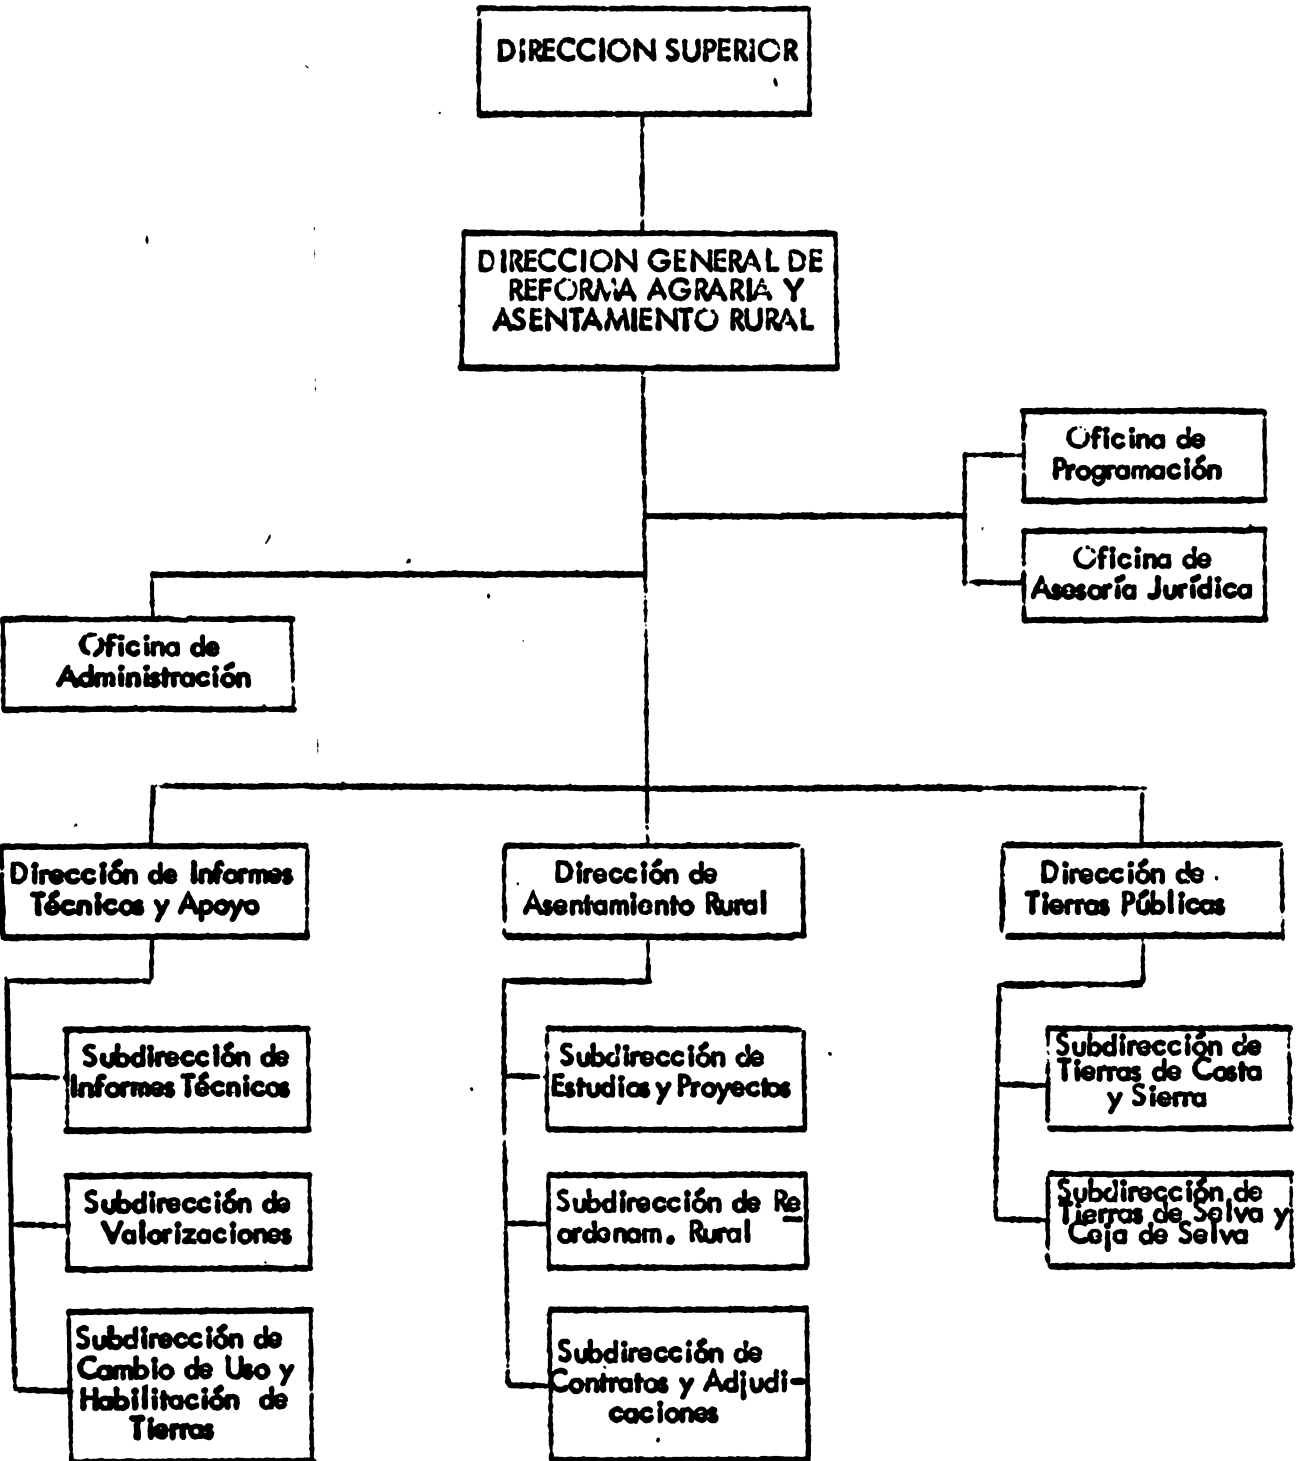 DIRECCION SUPERIOR
DIRECCION GENERAL DE
REFORMA AGRARIA Y
ASENTAMIENTO RURAL
Oficina de
Programación
Oficina de
Asesoría Jurídica
Oficina de
Administración
Dirección de Informes
Técnicos y Apoyo
Dirección de
Asentamiento Rural
Dirección de
Tierras Públicas
Subdirección de
Informes Técnicos
Subdirección de
Valorizaciones
Subdirección de
Cambio de Uso y
Habilitación de
Tierras
Subdirección de
Estudios y Proyectos
Subdirección de Re
ordenam. Rural
Subdirección de
Contratos y Adjudi-
caciones
Subdirección de
Tierras de Costa
y Sierra
Subdirección de
Tierras de Selva y
Ceja de Selva